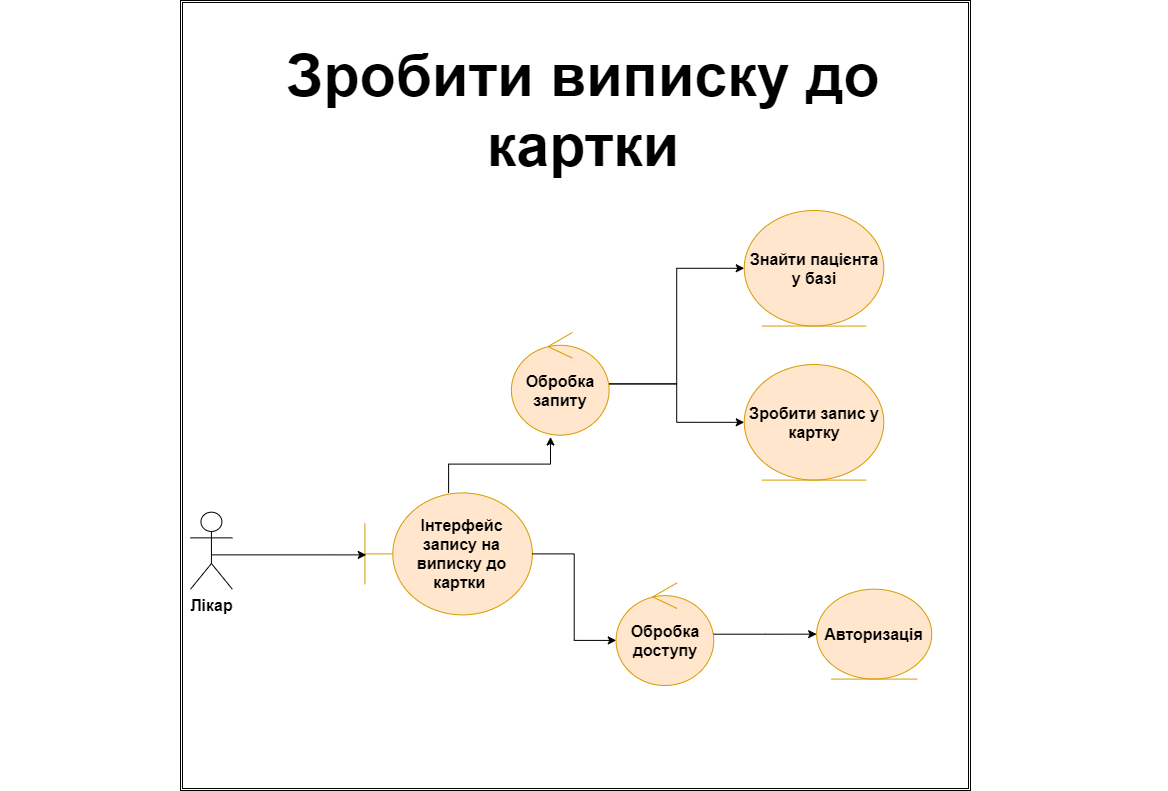 Зробити виписку до
картки
Знайти пацієнта
у базі
Обробка
запиту
Зробити запис у
картку
Інтерфейс
запису на
виписку до
картки
Лікар
Обробка
доступу
Авторизація